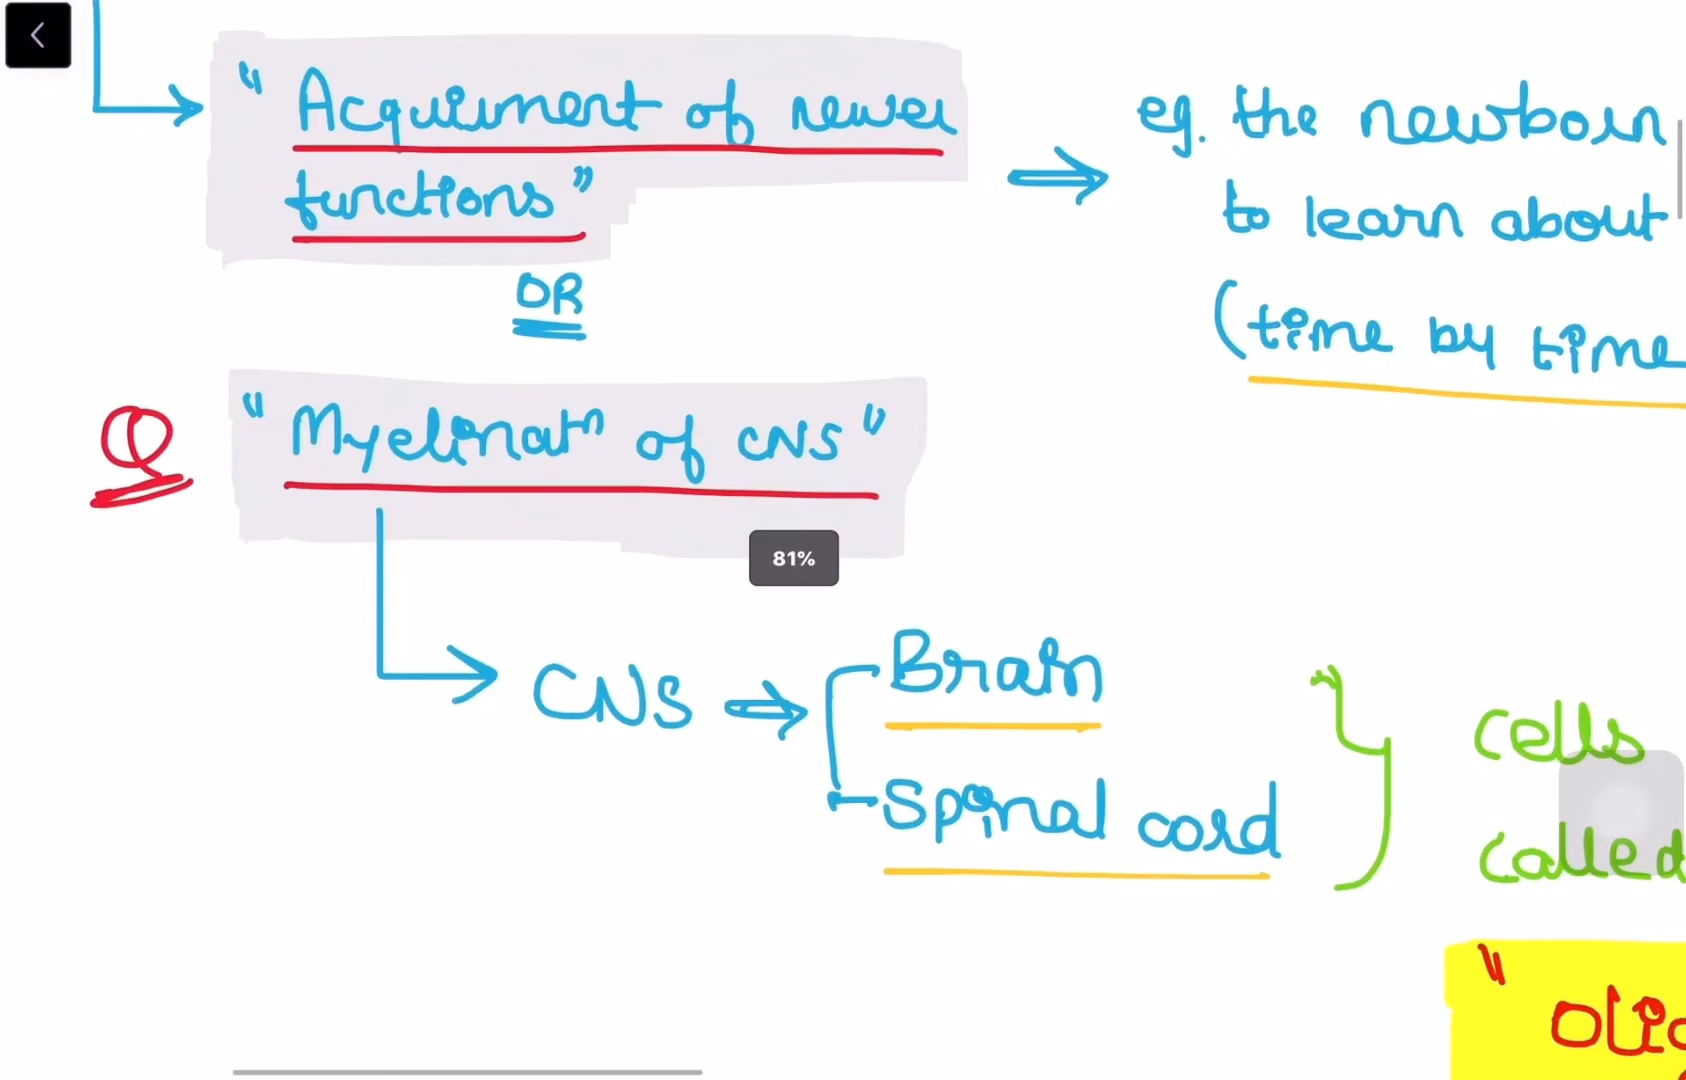 " Acquirment of newer
functions "
OR
eg. the newborn
to learn about
(time by time
Q
" Myelinatn of CNS "
81%
CNS
Brain
Spinal cord
cells
called
"